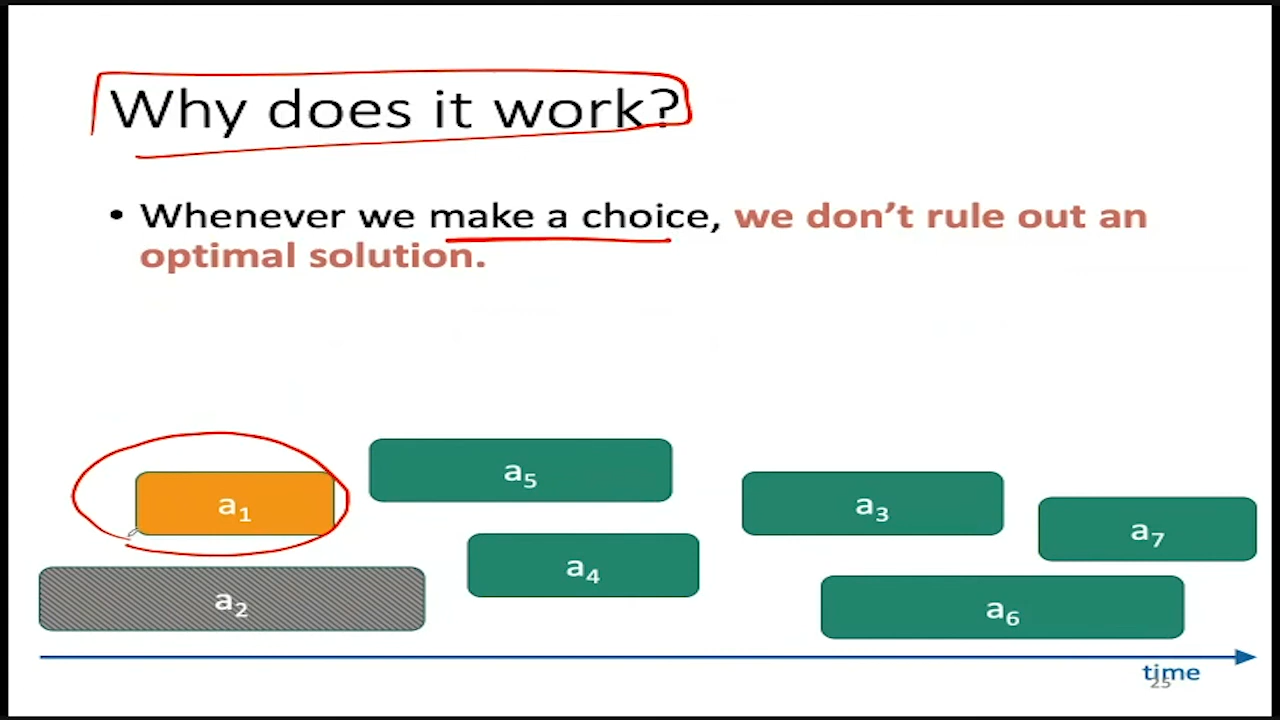 Why does it work?
• Whenever we make a choice, we don’t rule out an
optimal solution.
a5
a1
a3
a7
a4
a2
a6
time
25